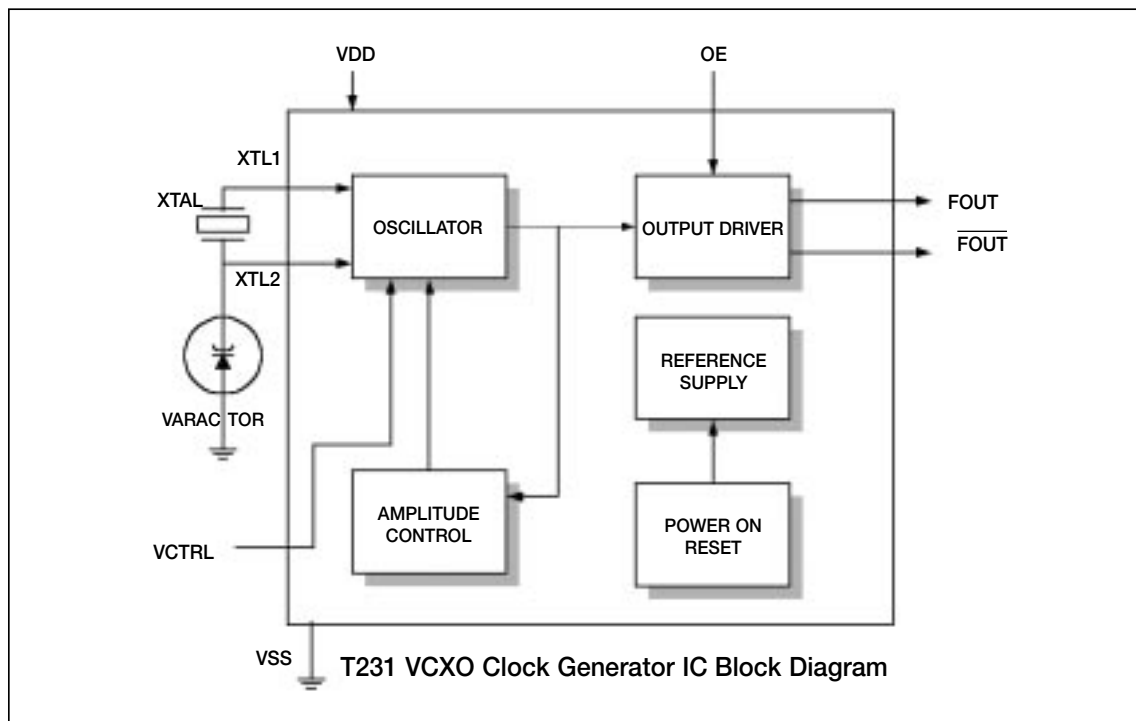 VDD
OE
XTL1
XTAL
OSCILLATOR
OUTPUT DRIVER
FOUT
FOUT
XTL2
REFERENCE
SUPPLY
VARAC TOR
AMPLITUDE
CONTROL
POWER ON
RESET
VCTRL
VSS
T231 VCXO Clock Generator IC Block Diagram